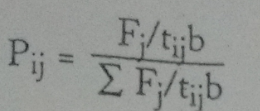 P_ij = F_j/t_ij b
∑ F_j/t_ij b